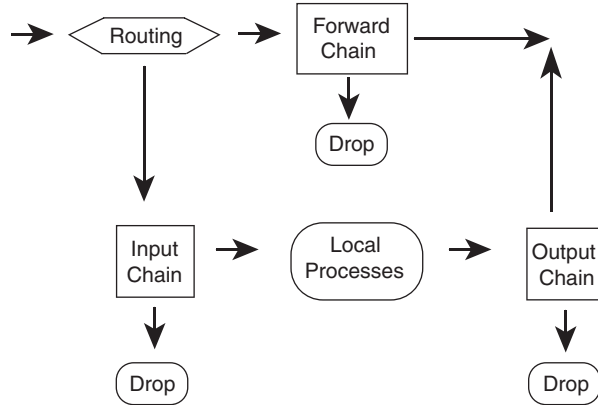 Routing
Forward
Chain
Drop
Input
Chain
Local
Processes
Output
Chain
Drop
Drop